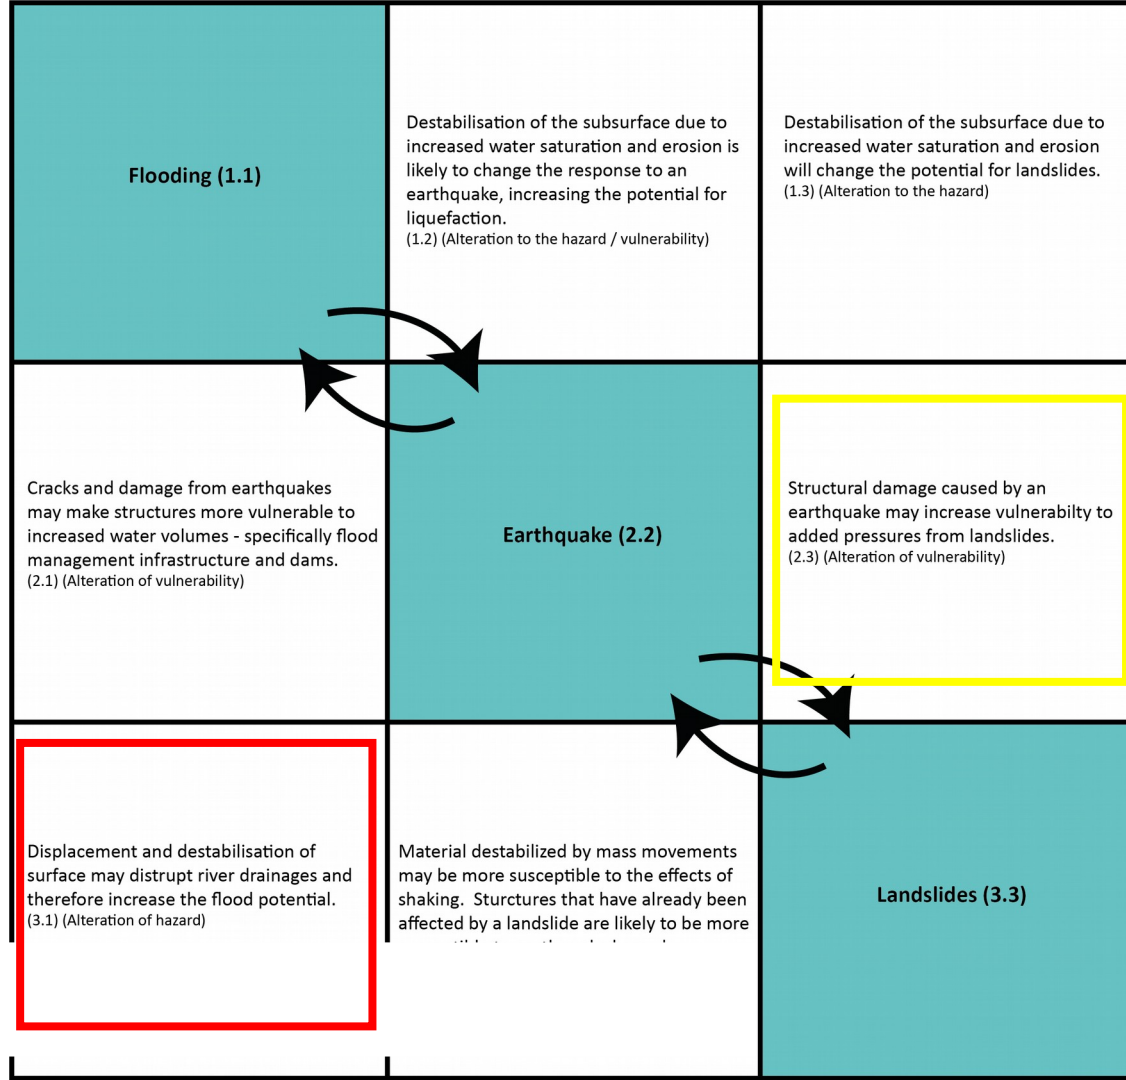 Flooding (1.1)
Destabilisation of the subsurface due to
increased water saturation and erosion is
likely to change the response to an
earthquake, increasing the potential for
liquefaction.
(1.2) (Alteration to the hazard / vulnerability)
Destabilisation of the subsurface due to
increased water saturation and erosion
will change the potential for landslides.
(1.3) (Alteration to the hazard)
Cracks and damage from earthquakes
may make structures more vulnerable to
increased water volumes - specifically flood
management infrastructure and dams.
(2.1) (Alteration of vulnerability)
Earthquake (2.2)
Structural damage caused by an
earthquake may increase vulnerabilty to
added pressures from landslides.
(2.3) (Alteration of vulnerability)
Displacement and destabilisation of
surface may distrupt river drainages and
therefore increase the flood potential.
(3.1) (Alteration of hazard)
Material destabilized by mass movements
may be more susceptible to the effects of
shaking.  Sturctures that have already been
affected by a landslide are likely to be more
Landslides (3.3)